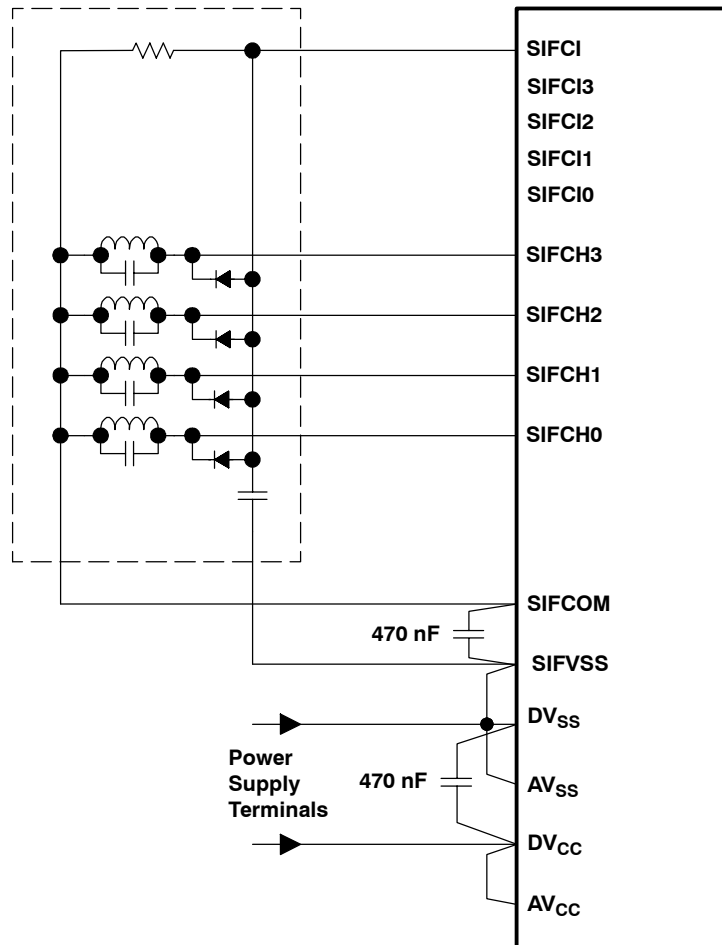 SIFCI
SIFCI3
SIFCI2
SIFCI1
SIFCI0
SIFCH3
SIFCH2
SIFCH1
SIFCH0
SIFCOM
470 nF
SIFVSS
DVSS
Power
Supply
Terminals
470 nF
AVSS
DVCC
AVCC